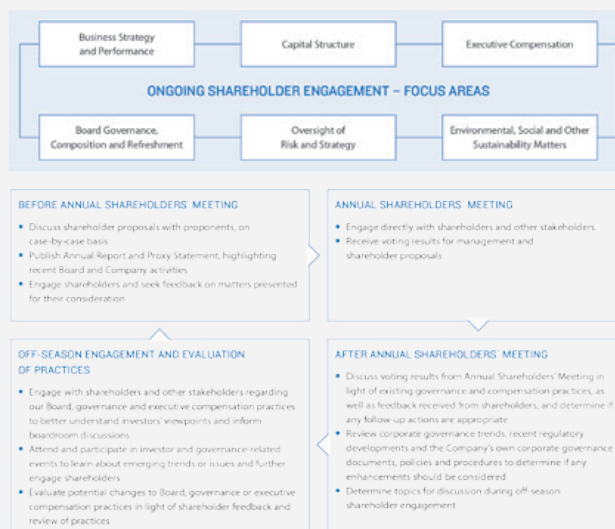 Business Strategy
and Performance
Capital Structure
Executive Compensation
ONGOING SHAREHOLDER ENGAGEMENT – FOCUS AREAS
Board Governance,
Composition and Refreshment
Oversight of
Risk and Strategy
Environmental, Social and Other
Sustainability Matters
BEFORE ANNUAL SHAREHOLDERS' MEETING
• Discuss shareholder proposals with proponents, on
case-by-case basis
• Publish Annual Report and Proxy Statement, highlighting
recent Board and Company activities
• Engage shareholders and seek feedback on matters presented
for their consideration
ANNUAL SHAREHOLDERS' MEETING
• Engage directly with shareholders and other stakeholders
• Receive voting results for management and
shareholder proposals
OFF-SEASON ENGAGEMENT AND EVALUATION
OF PRACTICES
• Engage with shareholders and other stakeholders regarding
our Board, governance and executive compensation practices
to better understand investors' viewpoints and inform
boardroom discussions
• Attend and participate in investor and governance-related
events to learn about emerging trends or issues and further
engage shareholders
• Evaluate potential changes to Board, governance or executive
compensation practices in light of shareholder feedback and
review of practices
AFTER ANNUAL SHAREHOLDERS' MEETING
• Discuss voting results from Annual Shareholders' Meeting in
light of existing governance and compensation practices, as
well as feedback received from shareholders, and determine if
any follow-up actions are appropriate
• Review corporate governance trends, recent regulatory
developments and the Company's own corporate governance
documents, policies and procedures to determine if any
enhancements should be considered
• Determine topics for discussion during off-season
shareholder engagement